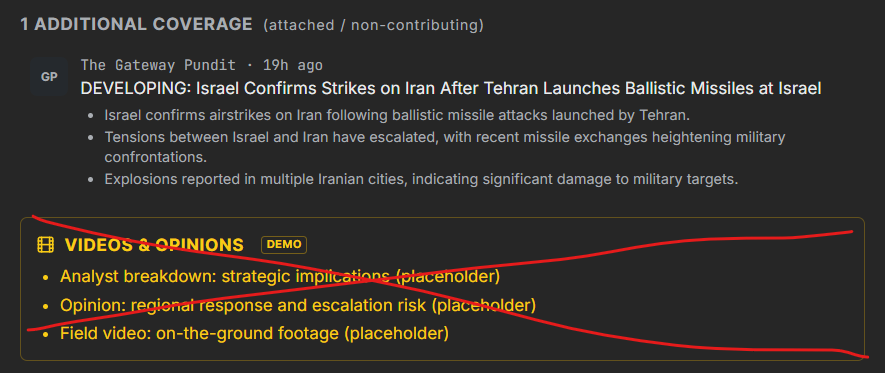 1 ADDITIONAL COVERAGE (attached / non-contributing)
The Gateway Pundit · 19h ago
GP
DEVELOPING: Israel Confirms Strikes on Iran After Tehran Launches Ballistic Missiles at Israel
• Israel confirms airstrikes on Iran following ballistic missile attacks launched by Tehran.
• Tensions between Israel and Iran have escalated, with recent missile exchanges heightening military
confrontations.
• Explosions reported in multiple Iranian cities, indicating significant damage to military targets.
VIDEOS & OPINIONS DEMO
• Analyst breakdown: strategic implications (placeholder)
• Opinion: regional response and escalation risk (placeholder)
• Field video: on-the-ground footage (placeholder)